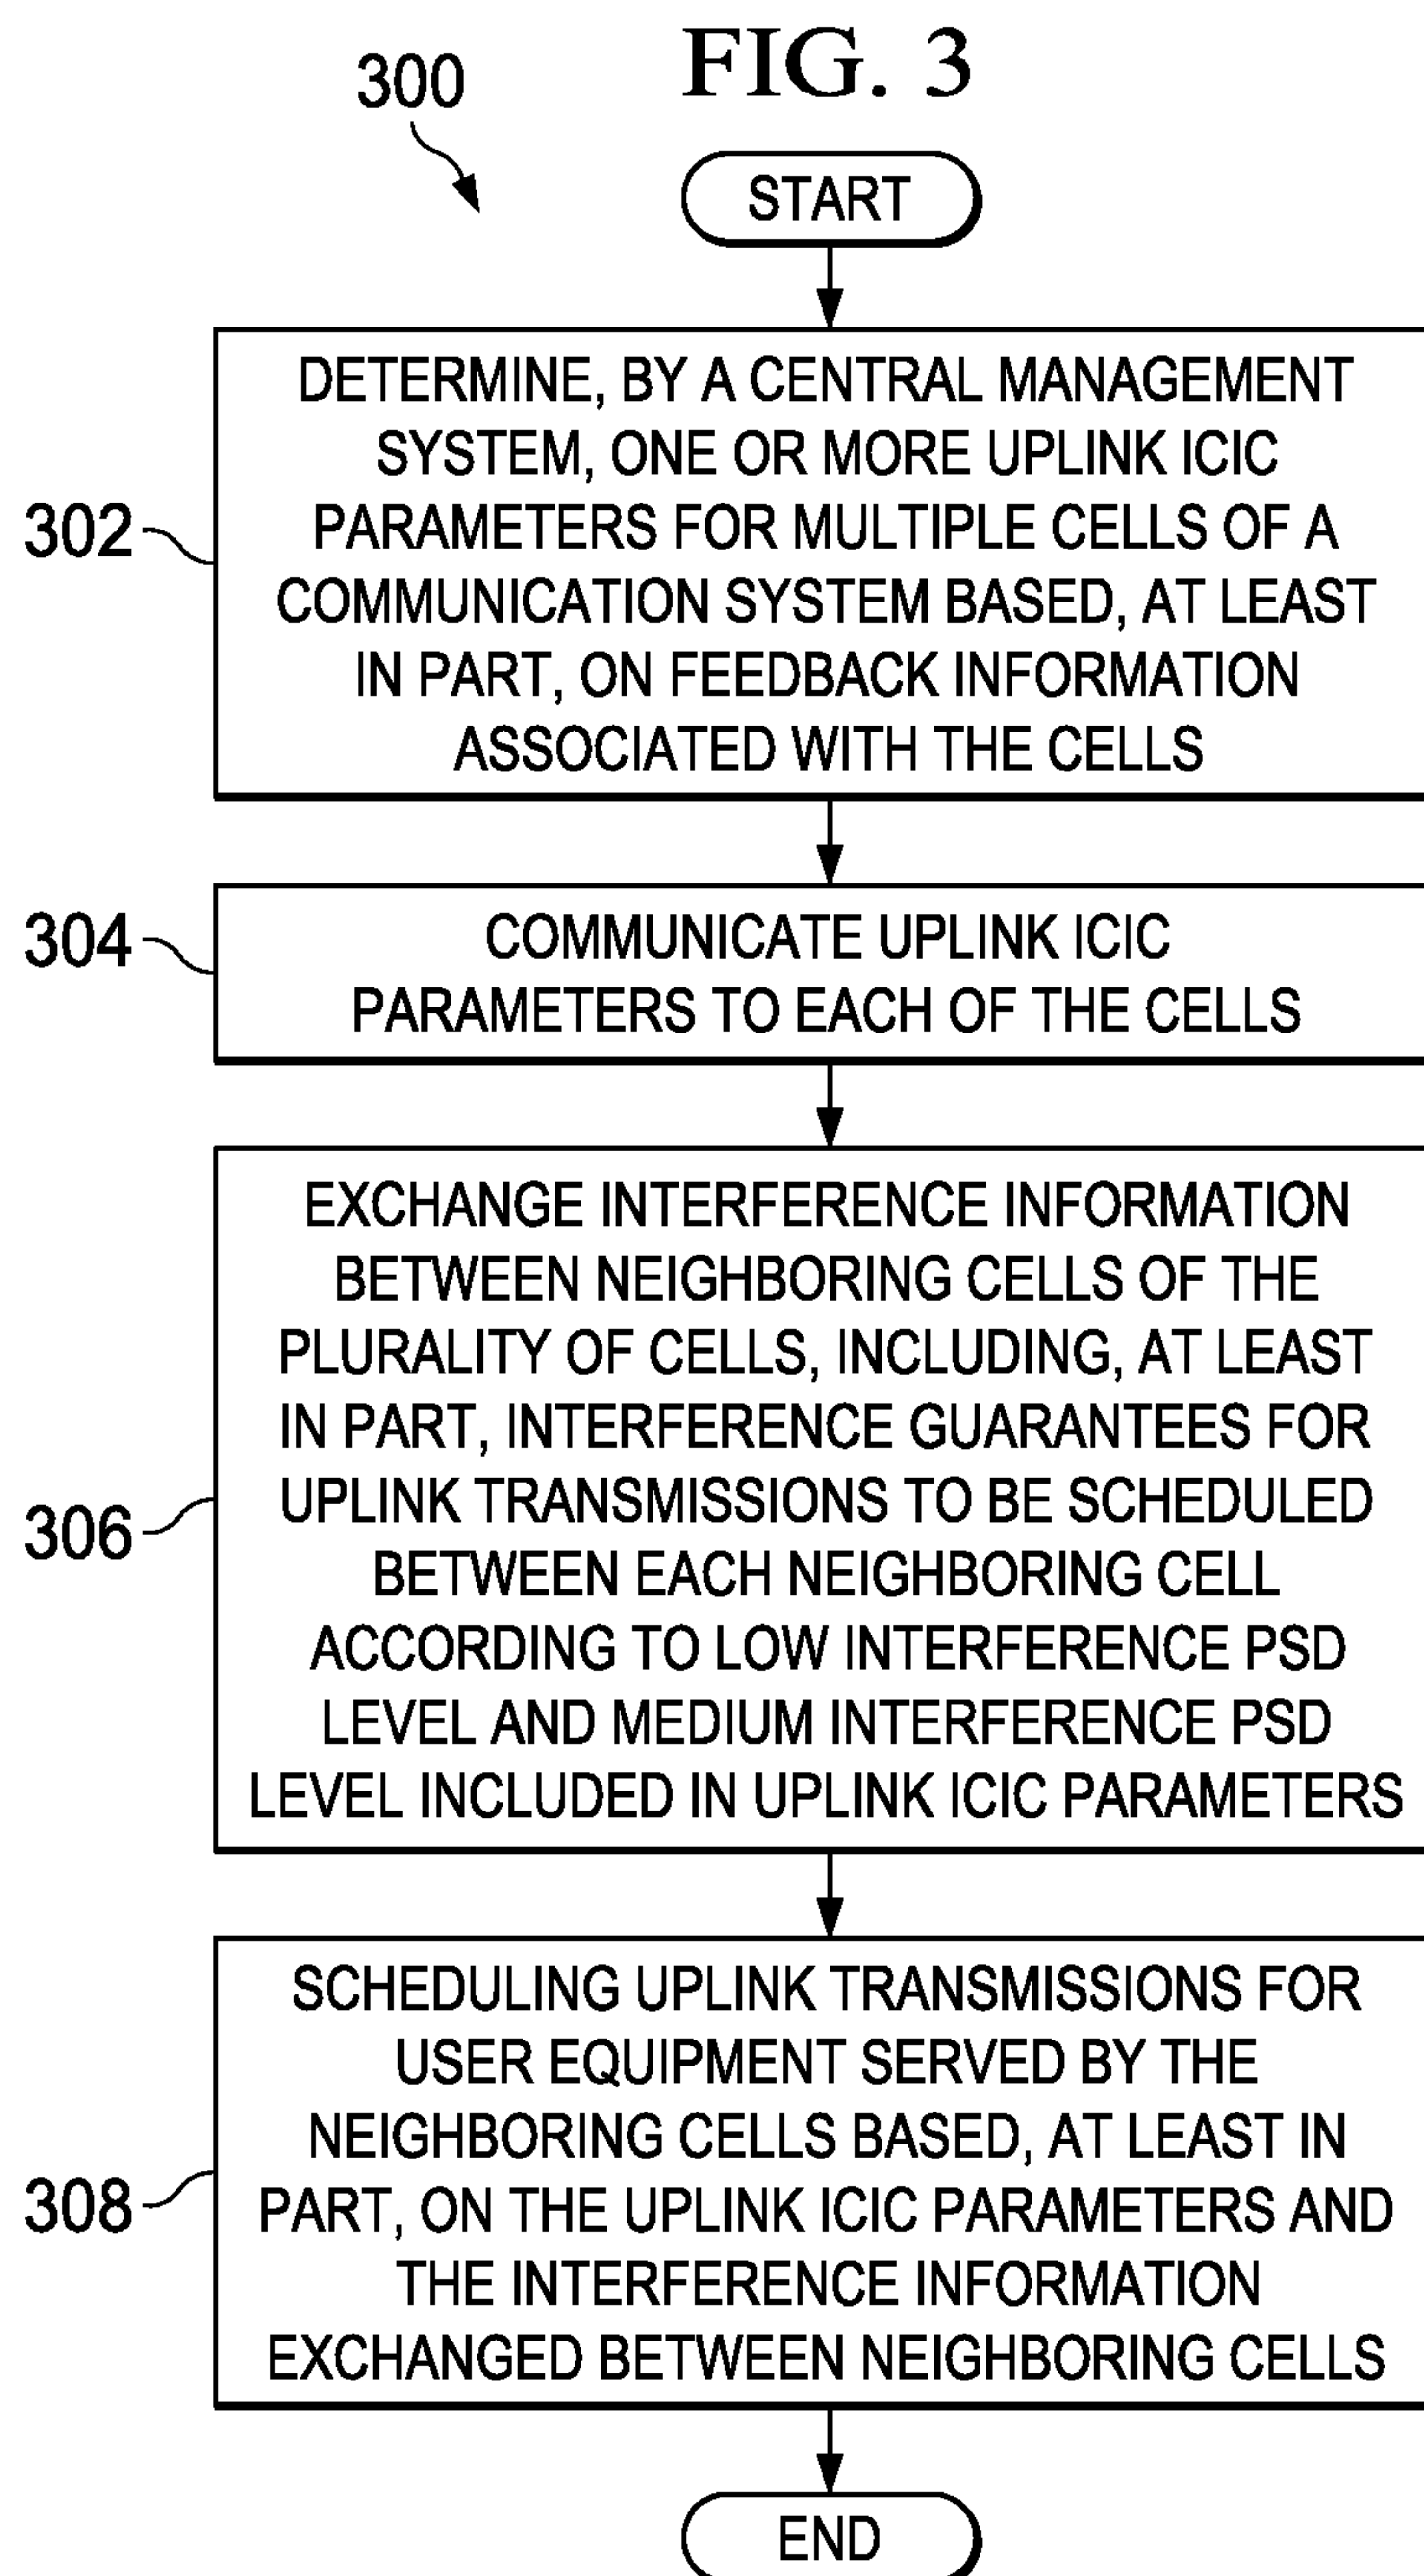 FIG. 3
300
START
302
DETERMINE, BY A CENTRAL MANAGEMENT
SYSTEM, ONE OR MORE UPLINK ICIC
PARAMETERS FOR MULTIPLE CELLS OF A
COMMUNICATION SYSTEM BASED, AT LEAST
IN PART, ON FEEDBACK INFORMATION
ASSOCIATED WITH THE CELLS
304
COMMUNICATE UPLINK ICIC
PARAMETERS TO EACH OF THE CELLS
306
EXCHANGE INTERFERENCE INFORMATION
BETWEEN NEIGHBORING CELLS OF THE
PLURALITY OF CELLS, INCLUDING, AT LEAST
IN PART, INTERFERENCE GUARANTEES FOR
UPLINK TRANSMISSIONS TO BE SCHEDULED
BETWEEN EACH NEIGHBORING CELL
ACCORDING TO LOW INTERFERENCE PSD
LEVEL AND MEDIUM INTERFERENCE PSD
LEVEL INCLUDED IN UPLINK ICIC PARAMETERS
308
SCHEDULING UPLINK TRANSMISSIONS FOR
USER EQUIPMENT SERVED BY THE
NEIGHBORING CELLS BASED, AT LEAST IN
PART, ON THE UPLINK ICIC PARAMETERS AND
THE INTERFERENCE INFORMATION
EXCHANGED BETWEEN NEIGHBORING CELLS
END